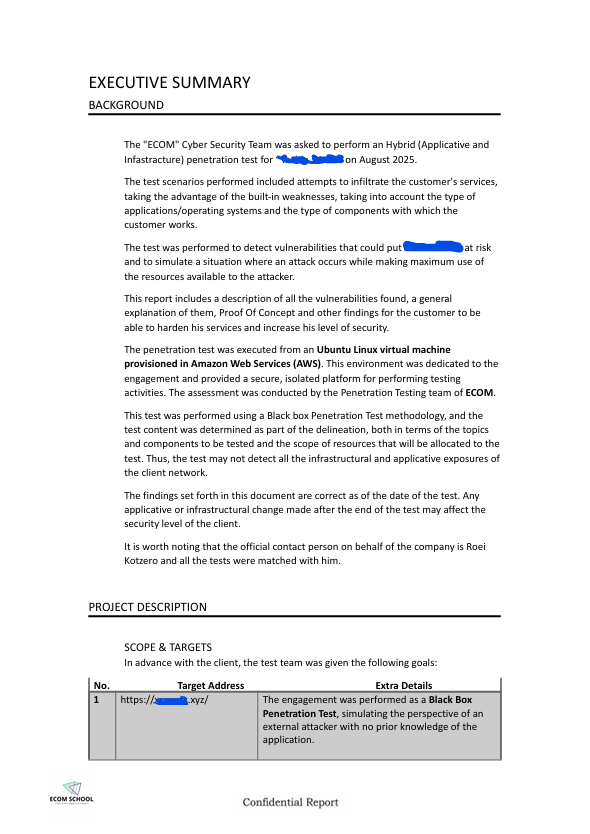 EXECUTIVE SUMMARY
BACKGROUND
The "ECOM" Cyber Security Team was asked to perform an Hybrid (Applicative and
Infastracture) penetration test for on August 2025.
The test scenarios performed included attempts to infiltrate the customer's services,
taking the advantage of the built-in weaknesses, taking into account the type of
applications/operating systems and the type of components with which the
customer works.
The test was performed to detect vulnerabilities that could put at risk
and to simulate a situation where an attack occurs while making maximum use of
the resources available to the attacker.
This report includes a description of all the vulnerabilities found, a general
explanation of them, Proof Of Concept and other findings for the customer to be
able to harden his services and increase his level of security.
The penetration test was executed from an Ubuntu Linux virtual machine
provisioned in Amazon Web Services (AWS). This environment was dedicated to the
engagement and provided a secure, isolated platform for performing testing
activities. The assessment was conducted by the Penetration Testing team of ECOM.
This test was performed using a Black box Penetration Test methodology, and the
test content was determined as part of the delineation, both in terms of the topics
and components to be tested and the scope of resources that will be allocated to the
test. Thus, the test may not detect all the infrastructural and applicative exposures of
the client network.
The findings set forth in this document are correct as of the date of the test. Any
applicative or infrastructural change made after the end of the test may affect the
security level of the client.
It is worth noting that the official contact person on behalf of the company is Roei
Kotzero and all the tests were matched with him.
PROJECT DESCRIPTION
SCOPE & TARGETS
In advance with the client, the test team was given the following goals:
No. Target Address Extra Details
1 https:// .xyz/ The engagement was performed as a Black Box
Penetration Test, simulating the perspective of an
external attacker with no prior knowledge of the
application.
ECOM SCHOOL
Confidential Report